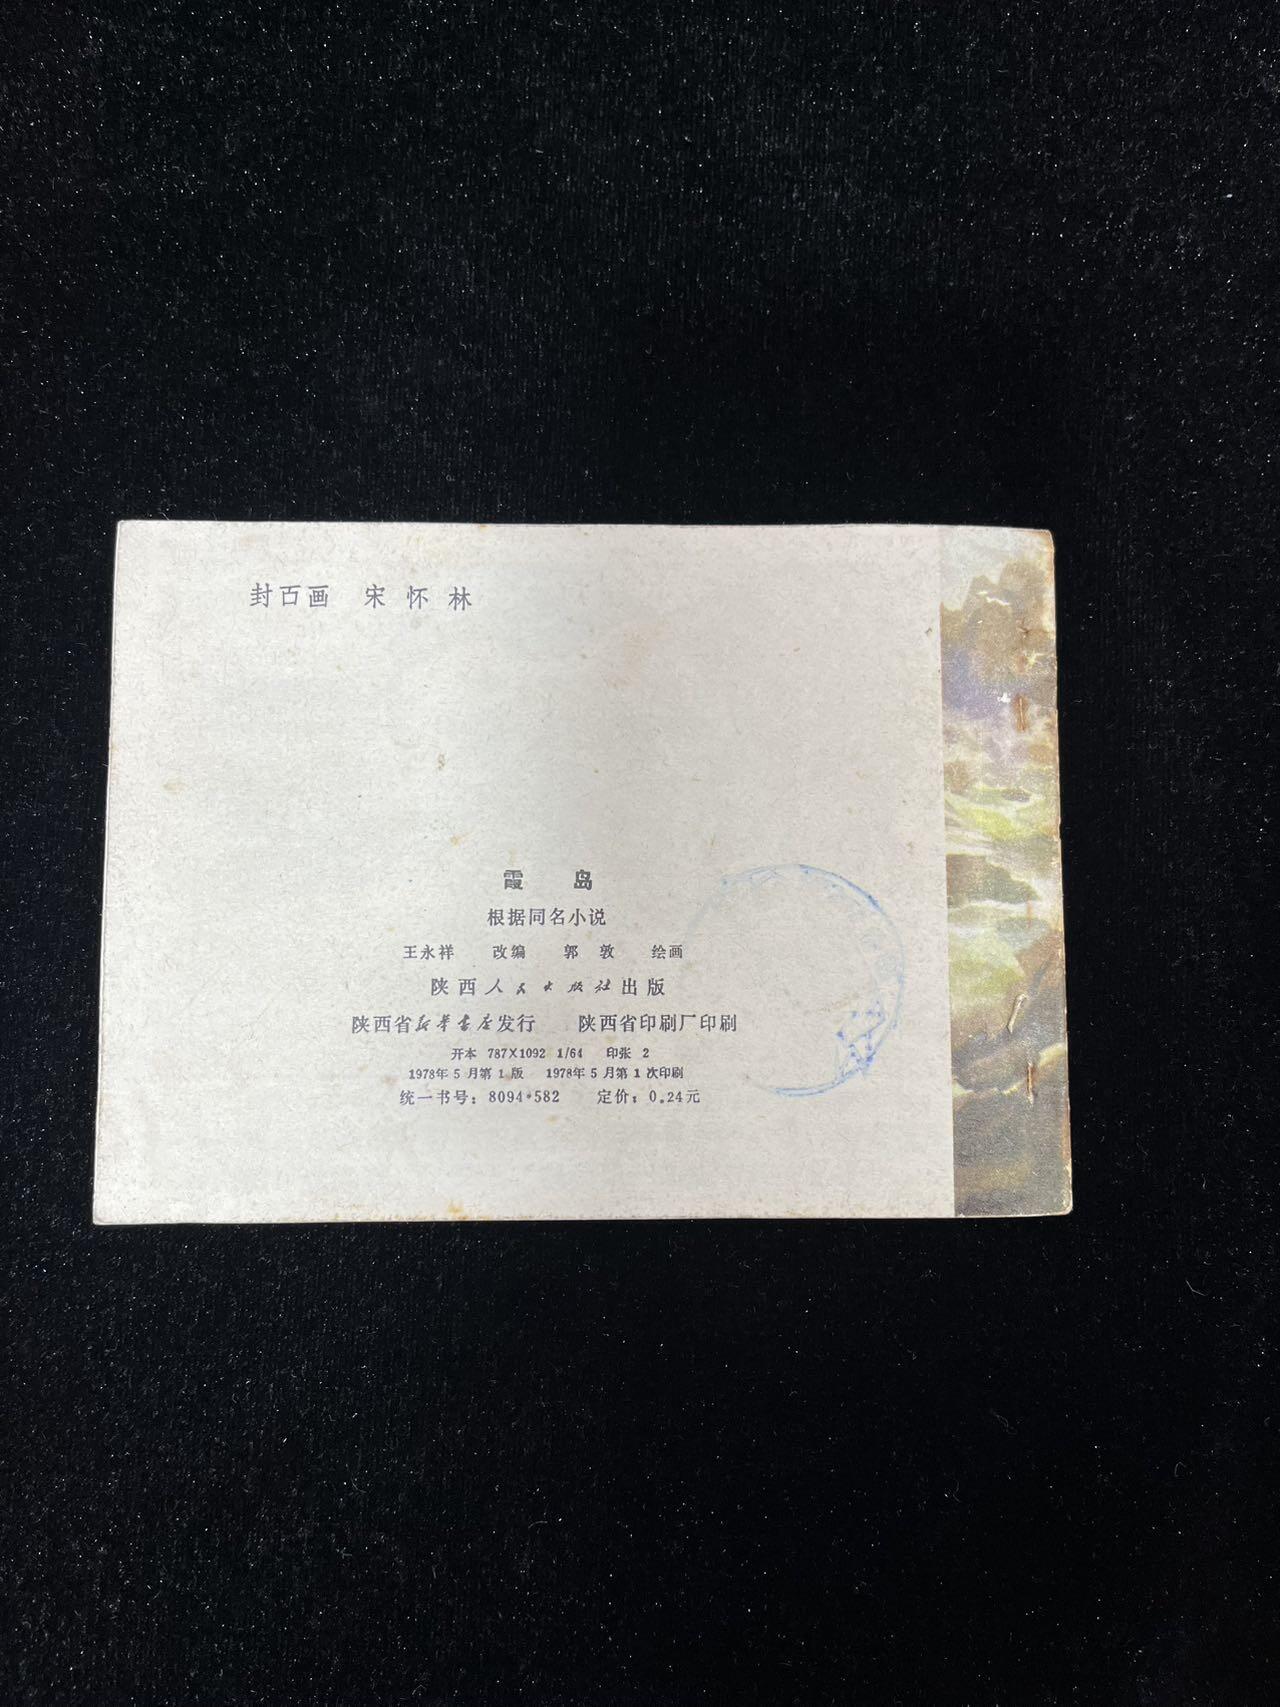 封面画 宋怀林
霞岛
根据同名小说
王永祥 改编 郭敦 绘画
陕西人民出版社出版
陕西省新华书店发行 陕西省印刷厂印刷
开本 787×1092 1/64 印张 2
1978年5月第1版 1978年5月第1次印刷
统一书号：8094·582 定价：0.24元